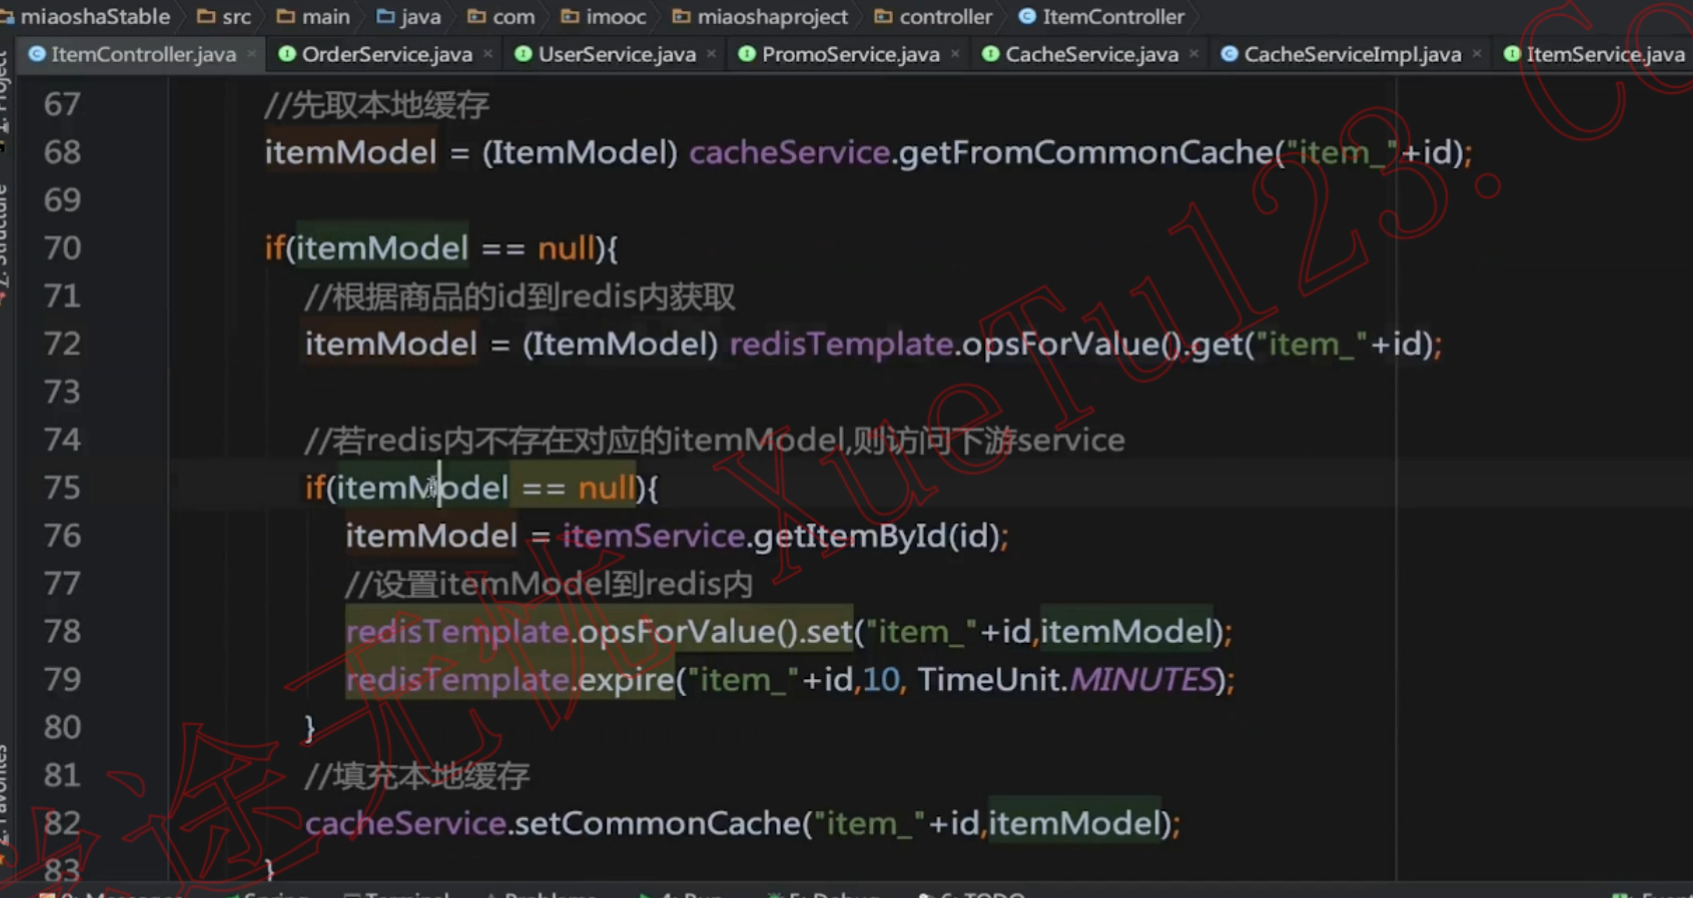 miaoshaStable src main java com imooc miaoshaproject controller ItemController
ItemController.java OrderService.java UserService.java PromoService.java CacheService.java CacheServiceImpl.java ItemService.java
67 //先取本地缓存
68 itemModel = (ItemModel) cacheService.getFromCommonCache("item_"+id);
69
70 if(itemModel == null){
71 //根据商品的id到redis内获取
72 itemModel = (ItemModel) redisTemplate.opsForValue().get("item_"+id);
73
74 //若redis内不存在对应的itemModel,则访问下游service
75 if(itemModel == null){
76 itemModel = itemService.getItemById(id);
77 //设置itemModel到redis内
78 redisTemplate.opsForValue().set("item_"+id,itemModel);
79 redisTemplate.expire("item_"+id,10, TimeUnit.MINUTES);
80 }
81 //填充本地缓存
82 cacheService.setCommonCache("item_"+id,itemModel);
83 }
Terminal
XueTu123.